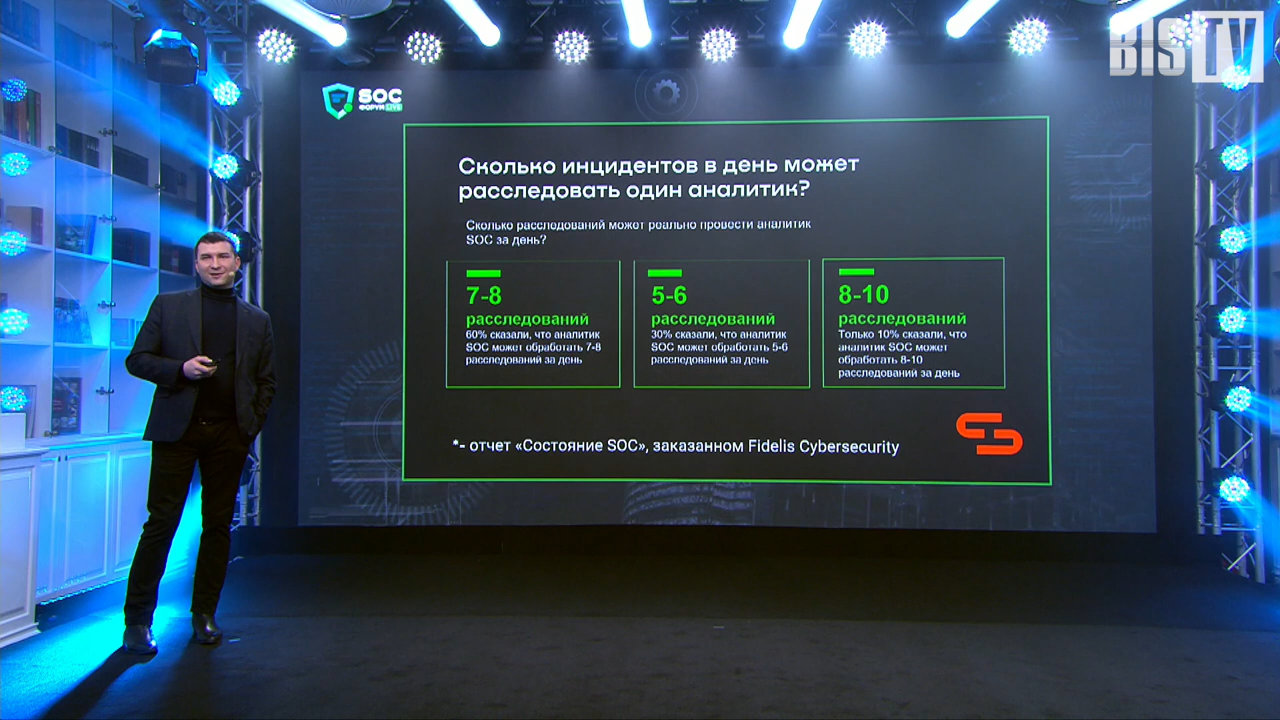 BIS TV
SOC
ФОРУМ LIVE
Сколько инцидентов в день может
расследовать один аналитик?
Сколько расследований может реально провести аналитик
SOC за день?
7-8
расследований
60% сказали, что аналитик
SOC может обработать 7-8
расследований за день
5-6
расследований
30% сказали, что аналитик
SOC может обработать 5-6
расследований за день
8-10
расследований
Только 10% сказали, что
аналитик SOC может
обработать 8-10
расследований за день
*- отчет «Состояние SOC», заказанном Fidelis Cybersecurity